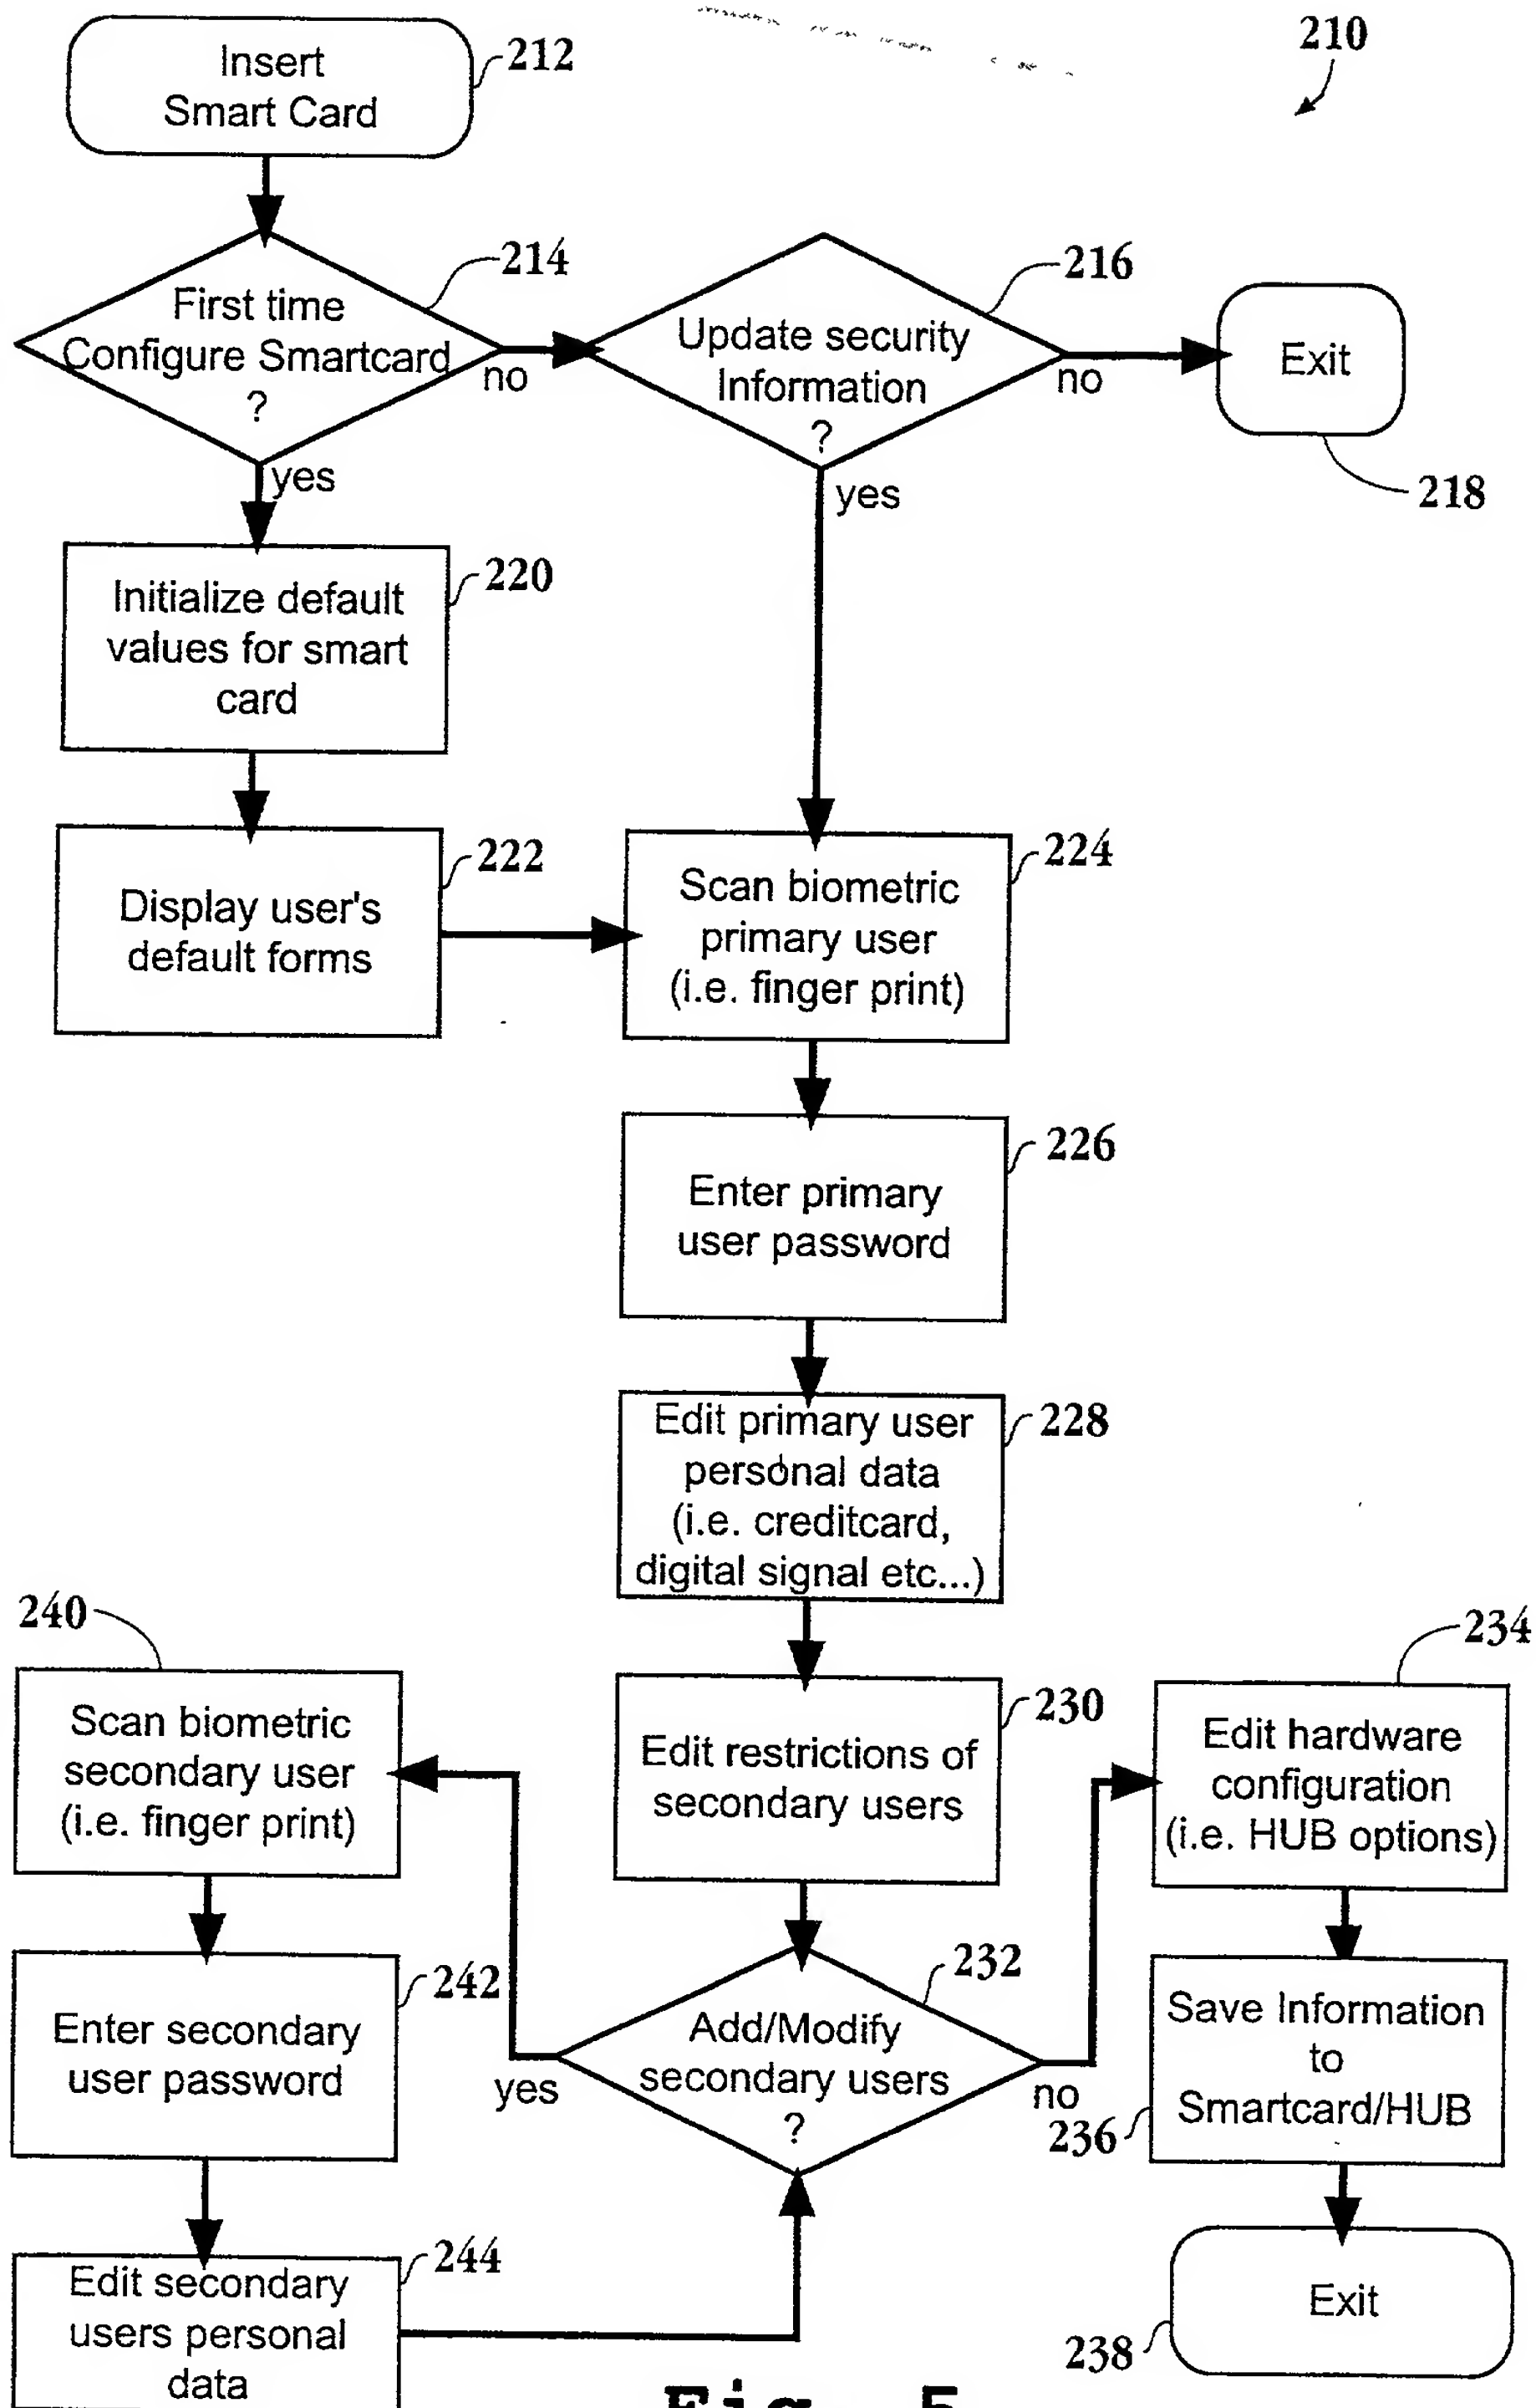 210
Insert
Smart Card
212
First time
Configure Smartcard
?
214
no
yes
Update security
Information
?
216
no
yes
Exit
218
Initialize default
values for smart
card
220
Display user's
default forms
222
Scan biometric
primary user
(i.e. finger print)
224
Enter primary
user password
226
Edit primary user
personal data
(i.e. creditcard,
digital signal etc...)
228
Edit restrictions of
secondary users
230
Add/Modify
secondary users
?
232
yes
no
240
Scan biometric
secondary user
(i.e. finger print)
Enter secondary
user password
242
Edit secondary
users personal
data
244
234
Edit hardware
configuration
(i.e. HUB options)
Save Information
to
Smartcard/HUB
236
Exit
238
Fig. 5